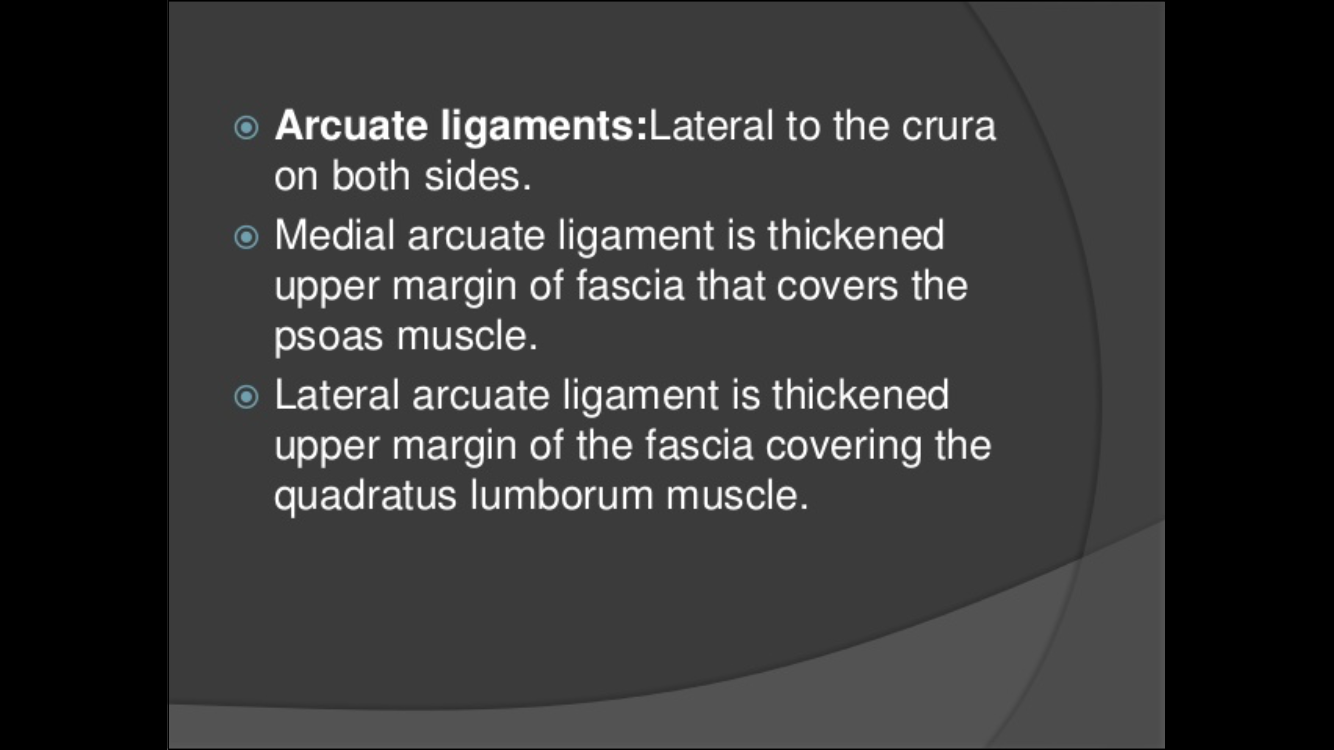 Arcuate ligaments:Lateral to the crura
on both sides.
Medial arcuate ligament is thickened
upper margin of fascia that covers the
psoas muscle.
Lateral arcuate ligament is thickened
upper margin of the fascia covering the
quadratus lumborum muscle.